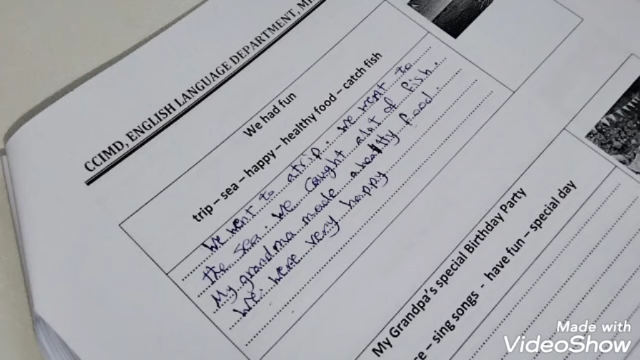 CCIMD, ENGLISH LANGUAGE DEPARTMENT,
We had fun
trip – sea – happy – healthy food – catch fish
We went to atrip. We went to
the sea. We caught alot of fish.
My grandma made ahealthy food.
We were very happy
My Grandpa's special Birthday Party
– sing songs - have fun – special day
Made with
VideoShow